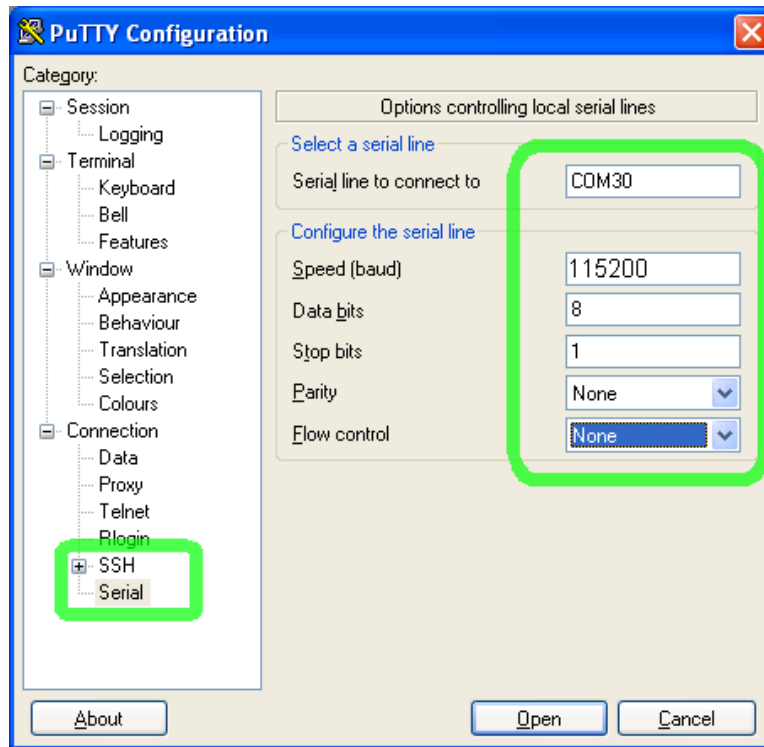 PuTTY Configuration
Category:
Session
Logging
Terminal
Keyboard
Bell
Features
Window
Appearance
Behaviour
Translation
Selection
Colours
Connection
Data
Proxy
Telnet
Rlogin
SSH
Serial
Options controlling local serial lines
Select a serial line
Serial line to connect to COM30
Configure the serial line
Speed (baud) 115200
Data bits 8
Stop bits 1
Parity None
Flow control None
About Open Cancel